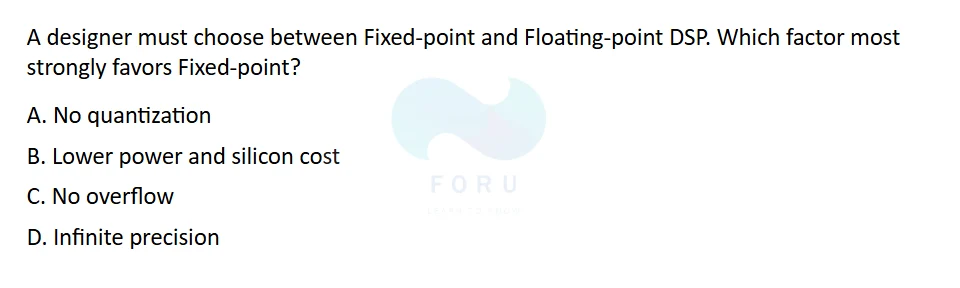 A designer must choose between Fixed-point and Floating-point DSP. Which factor most
strongly favors Fixed-point?
A. No quantization
B. Lower power and silicon cost
C. No overflow
FORU
D. Infinite precision